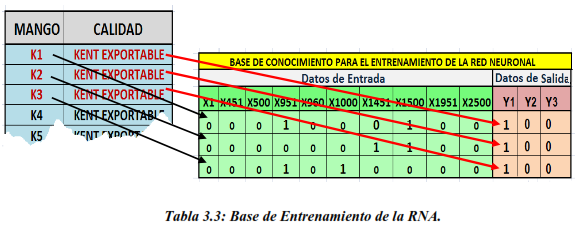 MANGO CALIDAD
K1 KENT EXPORTABLE
K2 KENT EXPORTABLE
K3 KENT EXPORTABLE
K4 KENT EXPORTABLE
K5 KENT EXPORTABLE
BASE DE CONOCIMIENTO PARA EL ENTRENAMIENTO DE LA RED NEURONAL
Datos de Entrada Datos de Salida
X1 X451 X500 X951 X960 X1000 X1451 X1500 X1951 X2500 Y1 Y2 Y3
0 0 0 1 0 0 0 1 0 0 1 0 0
0 0 0 0 0 0 1 1 0 0 1 0 0
0 0 0 1 0 1 0 0 0 0 1 0 0
Tabla 3.3: Base de Entrenamiento de la RNA.